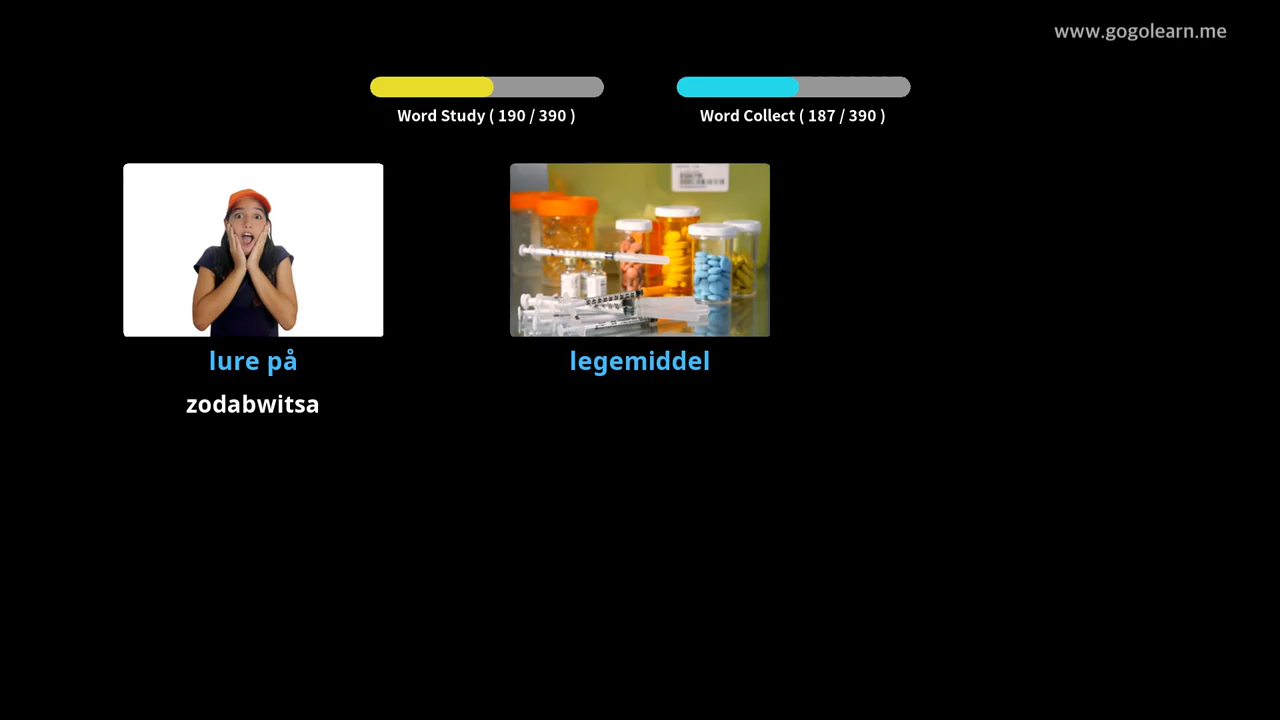 www.gogolearn.me
Word Study ( 190 / 390 )
Word Collect ( 187 / 390 )
lure på
legemiddel
zodabwitsa